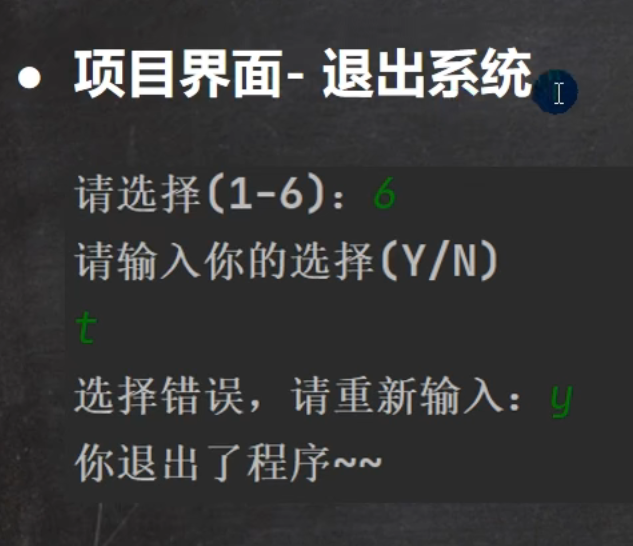 • 项目界面- 退出系统
请选择(1-6): 6
请输入你的选择(Y/N)
t
选择错误，请重新输入: y
你退出了程序~~